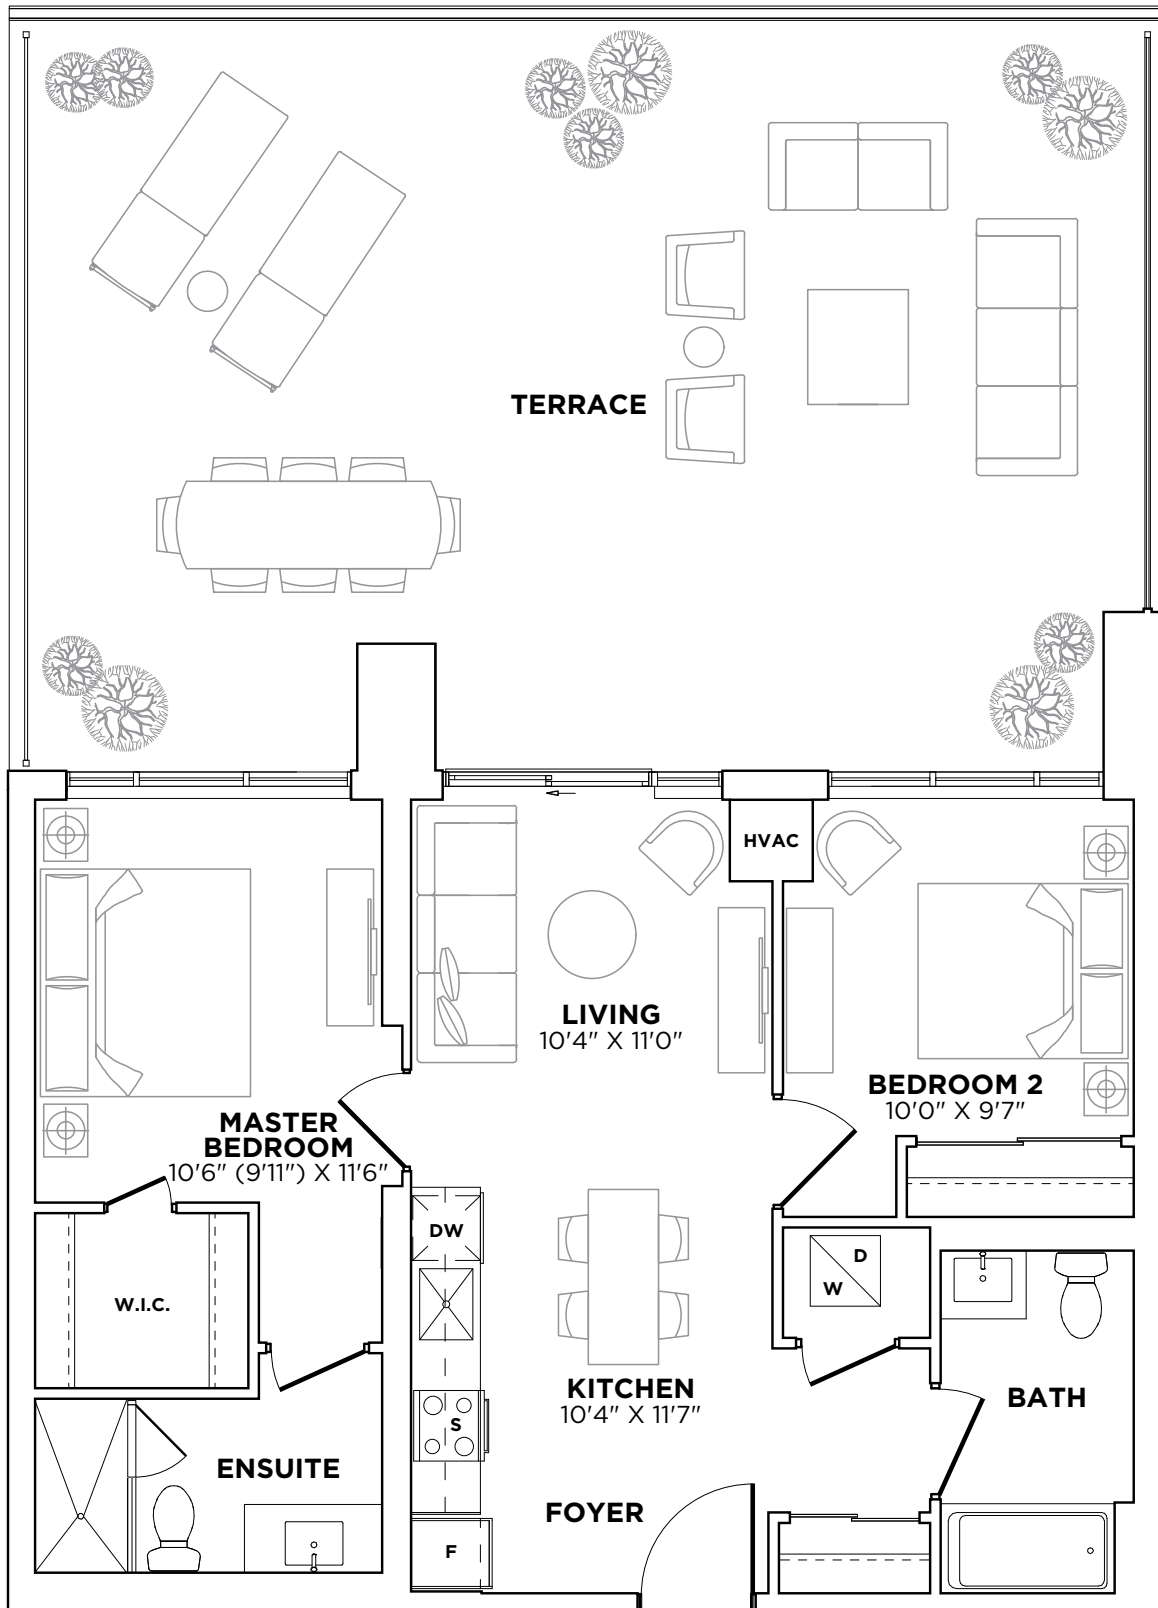 TERRACE
HVAC
LIVING
10'4" X 11'0"
BEDROOM 2
10'0" X 9'7"
MASTER
BEDROOM
10'6" (9'11") X 11'6"
DW
D
W
W.I.C.
KITCHEN
10'4" X 11'7"
BATH
S
ENSUITE
FOYER
F